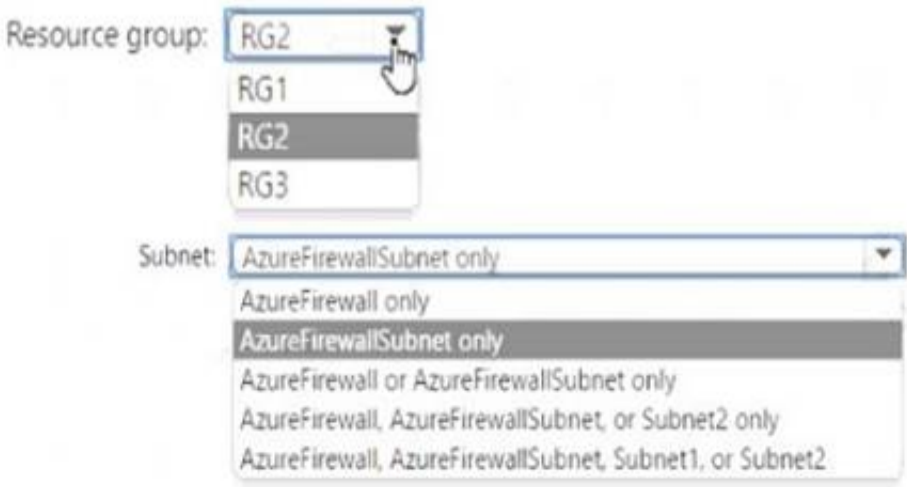 Resource group: RG2
RG1
RG2
RG3
Subnet: AzureFirewallSubnet only
AzureFirewall only
AzureFirewallSubnet only
AzureFirewall or AzureFirewallSubnet only
AzureFirewall, AzureFirewallSubnet, or Subnet2 only
AzureFirewall, AzureFirewallSubnet, Subnet1, or Subnet2